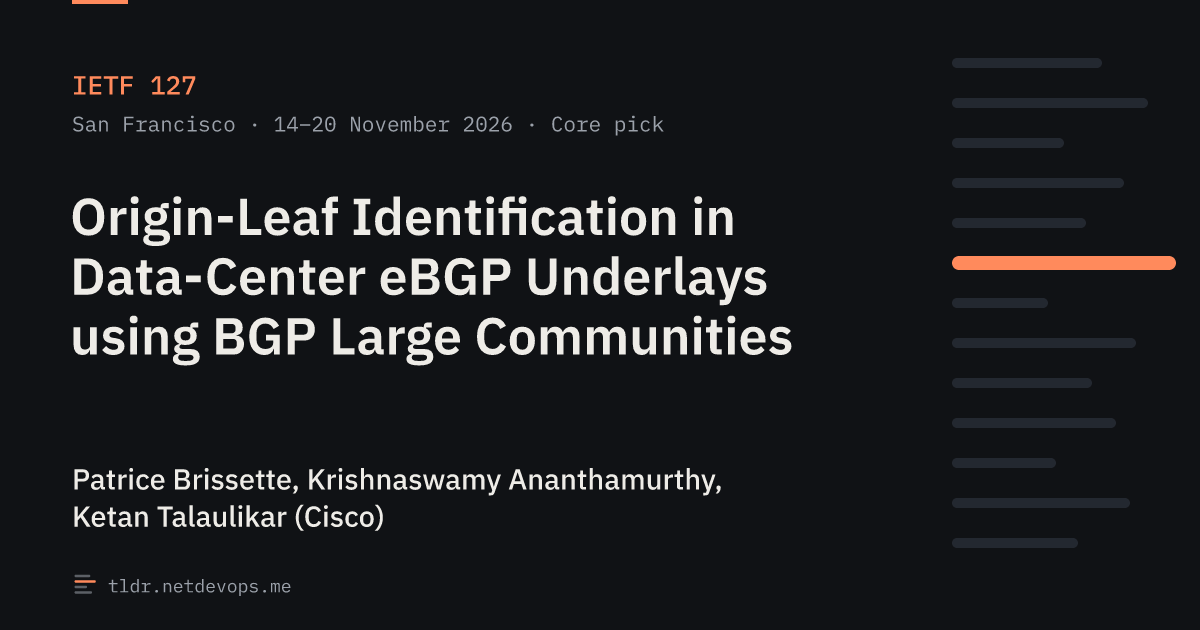 IETF 127
San Francisco · 14–20 November 2026 · Core pick
Origin-Leaf Identification in
Data-Center eBGP Underlays
using BGP Large Communities
Patrice Brissette, Krishnaswamy Ananthamurthy,
Ketan Talaulikar (Cisco)
tldr.netdevops.me